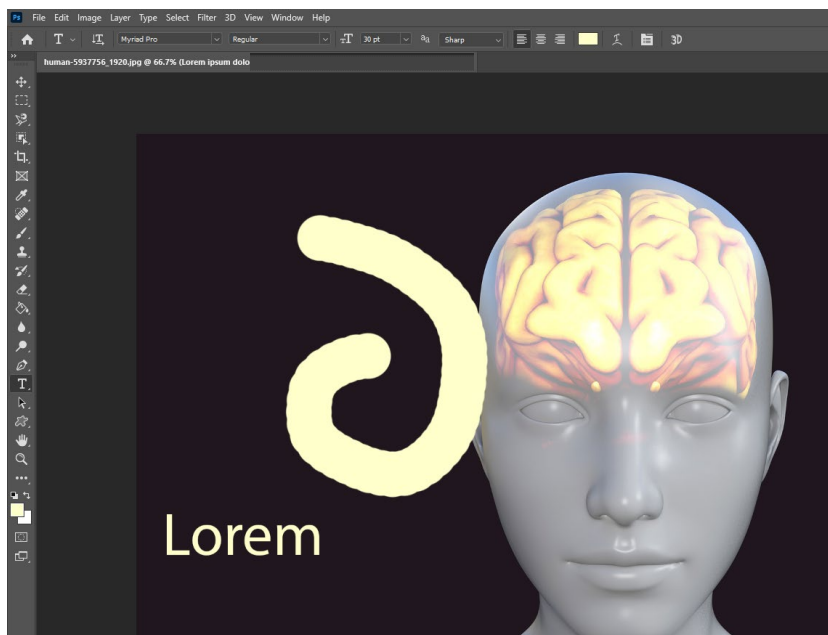 Ps File Edit Image Layer Type Select Filter 3D View Window Help
T Myriad Pro Regular 30 pt Sharp 3D
human-5937756_1920.jpg @ 66.7% (Lorem ipsum dolo
Lorem